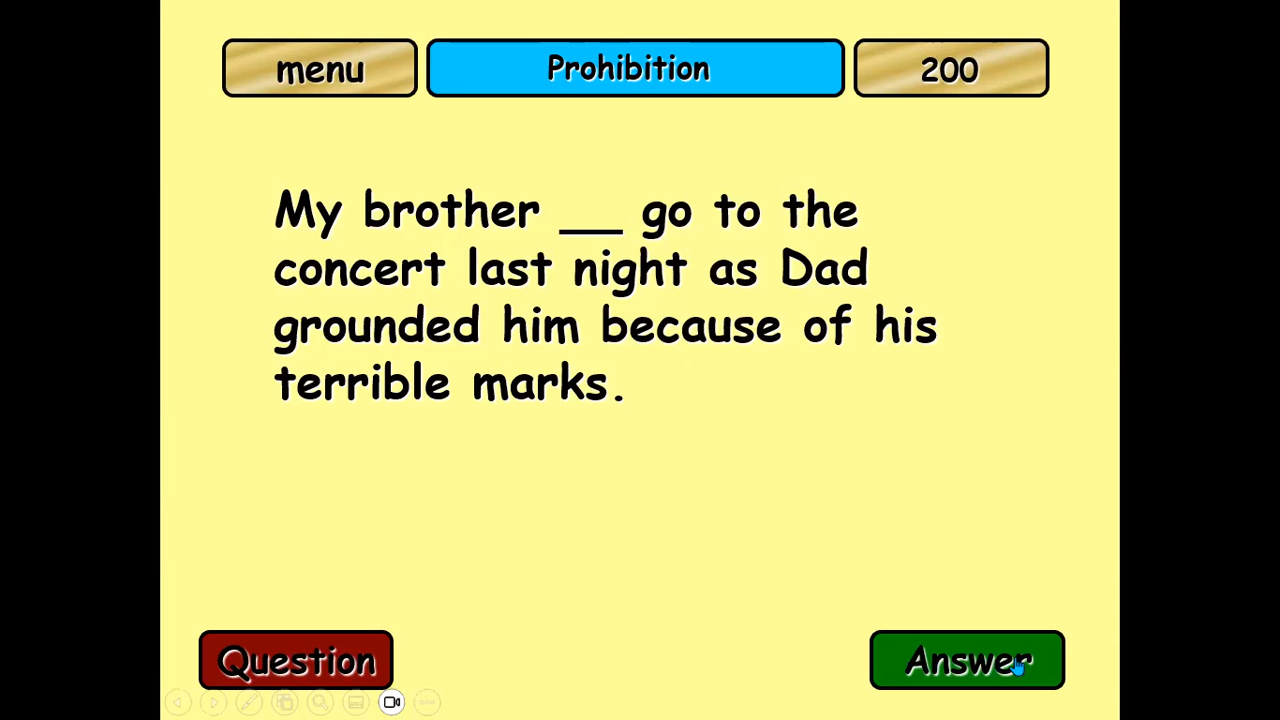 menu
Prohibition
200
My brother __ go to the
concert last night as Dad
grounded him because of his
terrible marks.
Question
Answer